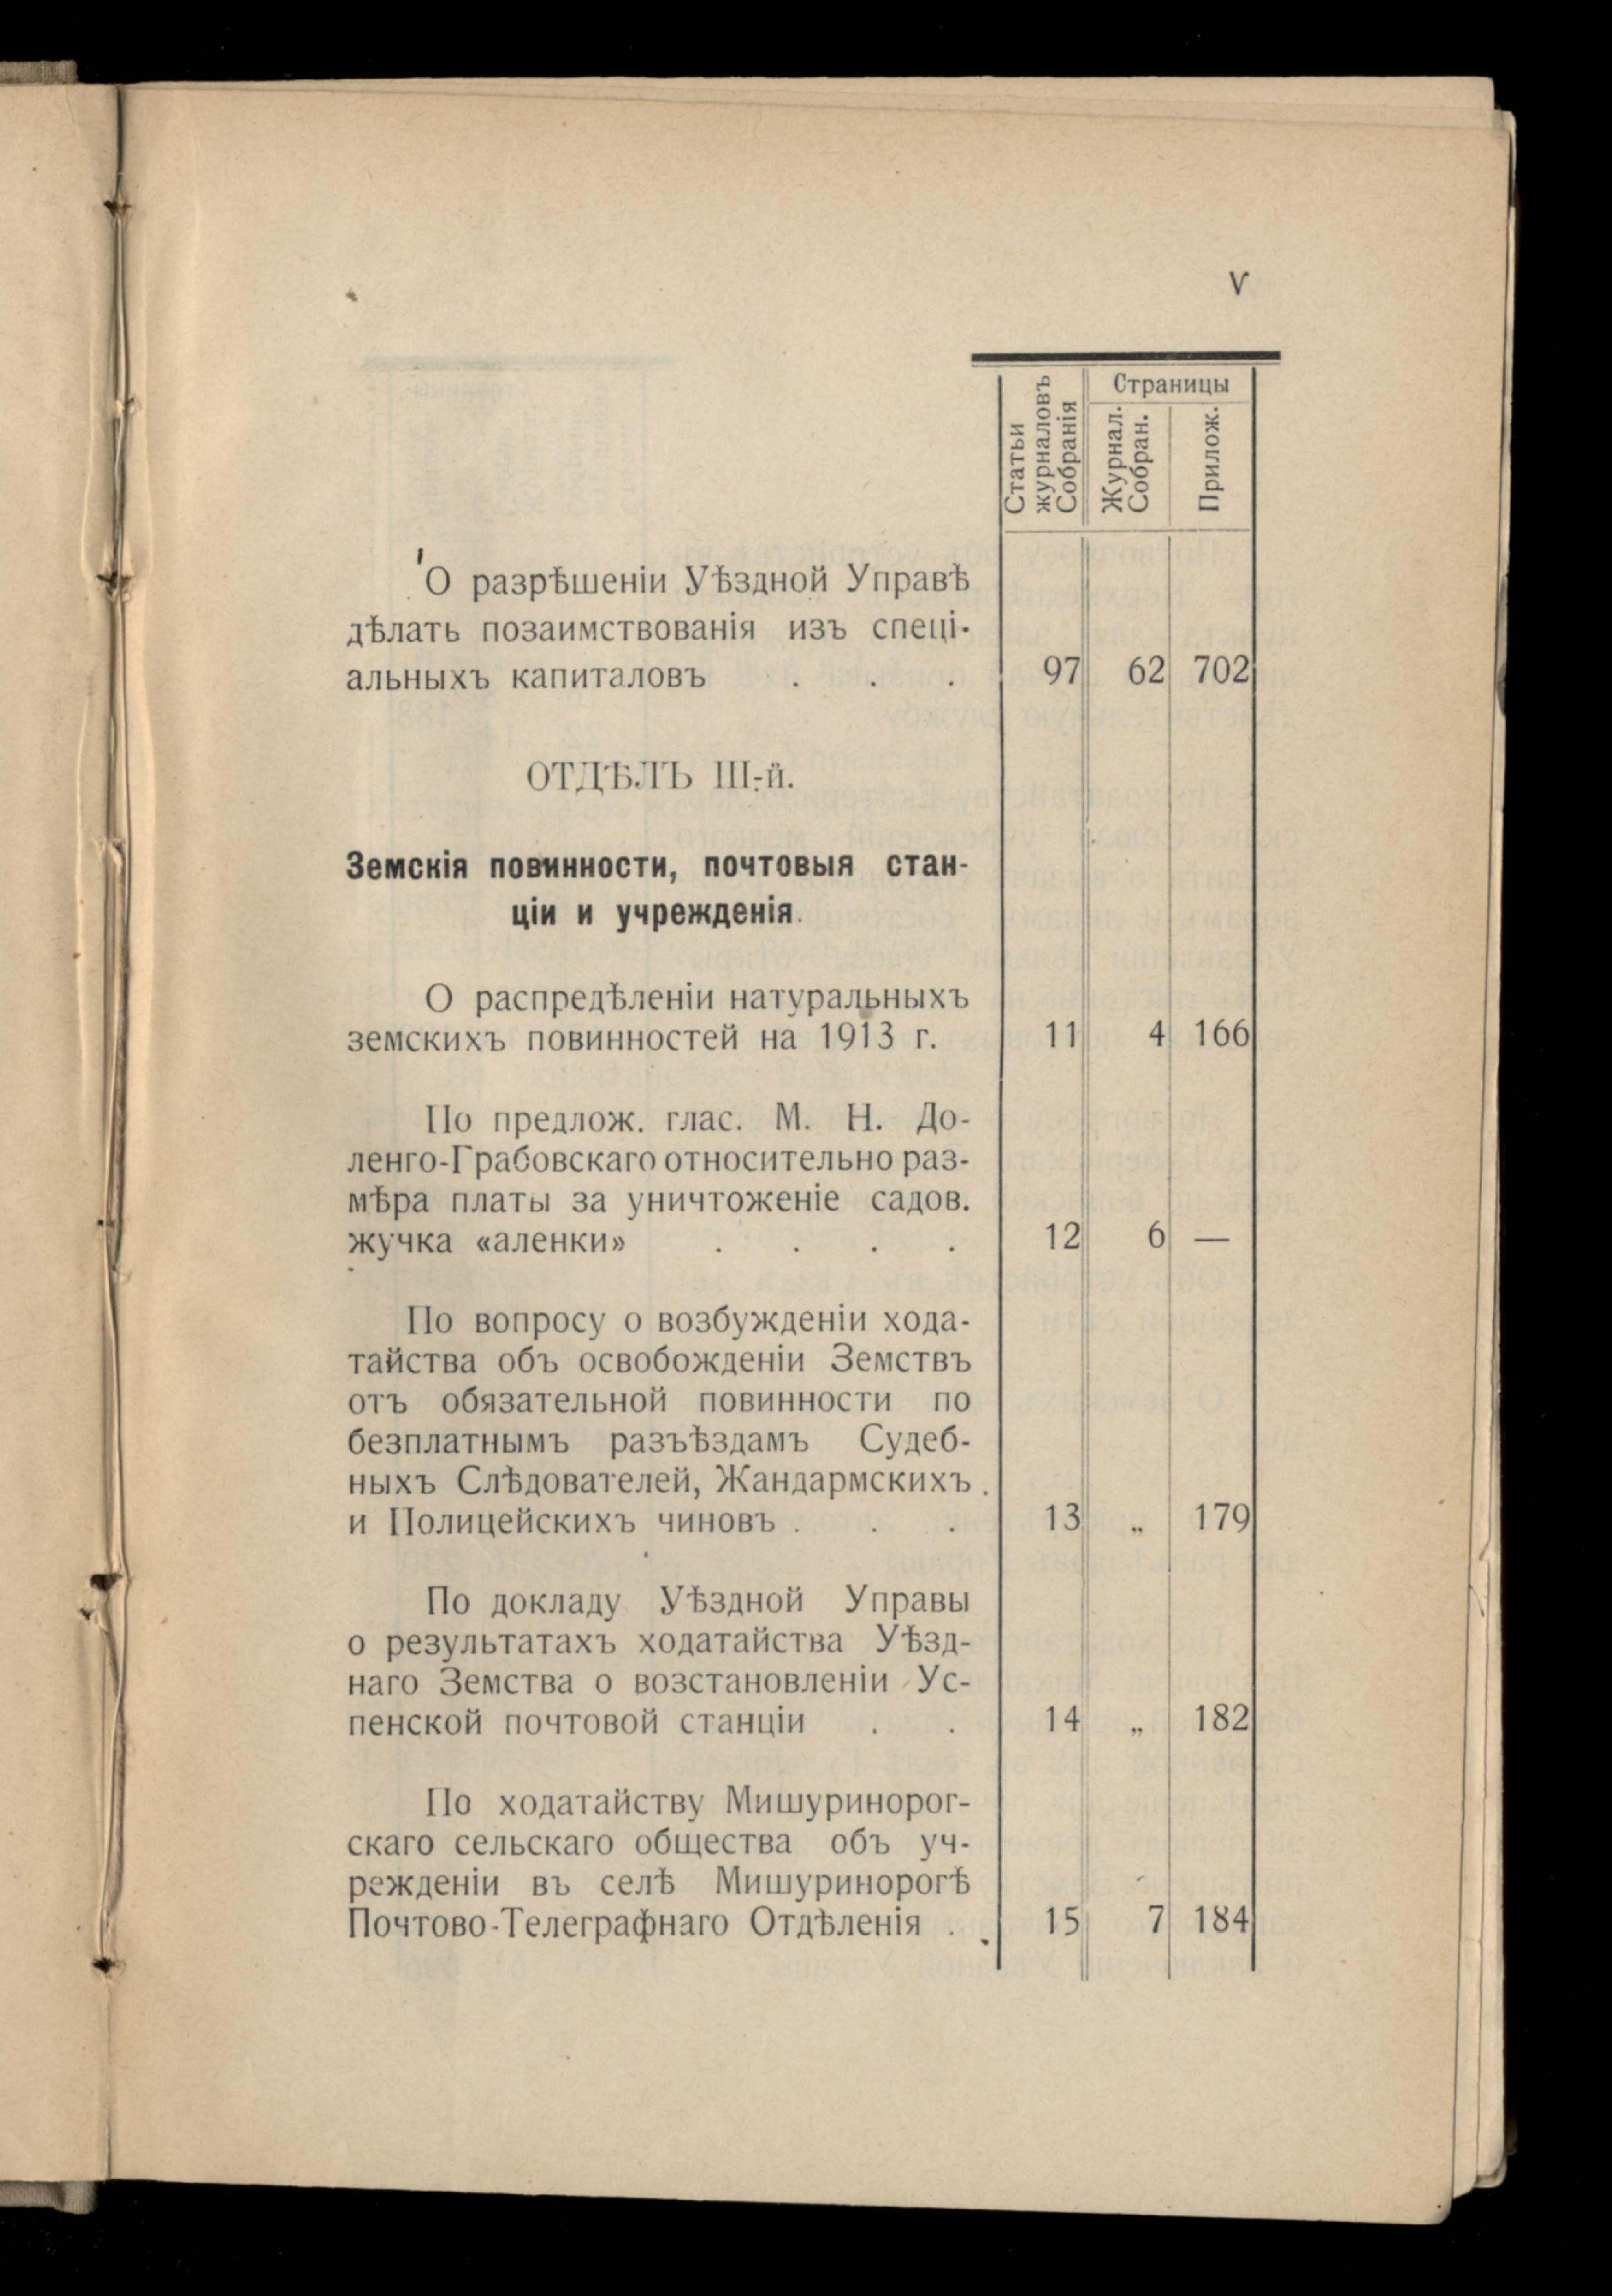 V
Статьи
журналовъ
Собранія
Страницы
Журнал.
Собран.
Прилож.
О разрѣшеніи Уѣздной Управѣ
дѣлать позаимствованія изъ спеці-
альныхъ капиталовъ . . . 97 62 702
ОТДѢЛЪ III-й.
Земскія повинности, почтовыя стан-
ціи и учрежденія.
О распредѣленіи натуральныхъ
земскихъ повинностей на 1913 г. 11 4 166
По предлож. глас. М. Н. До-
ленго-Грабовскаго относительно раз-
мѣра платы за уничтоженіе садов.
жучка «аленки» . . . . 12 6 —
По вопросу о возбужденіи хода-
тайства объ освобожденіи Земствъ
отъ обязательной повинности по
безплатнымъ разъѣздамъ Судеб-
ныхъ Слѣдователей, Жандармскихъ
и Полицейскихъ чиновъ . . . 13 „ 179
По докладу Уѣздной Управы
о результатахъ ходатайства Уѣзд-
наго Земства о возстановленіи Ус-
пенской почтовой станціи . . 14 „ 182
По ходатайству Мишуринорог-
скаго сельскаго общества объ уч-
режденіи въ селѣ Мишуринорогѣ
Почтово-Телеграфнаго Отдѣленія . 15 7 184